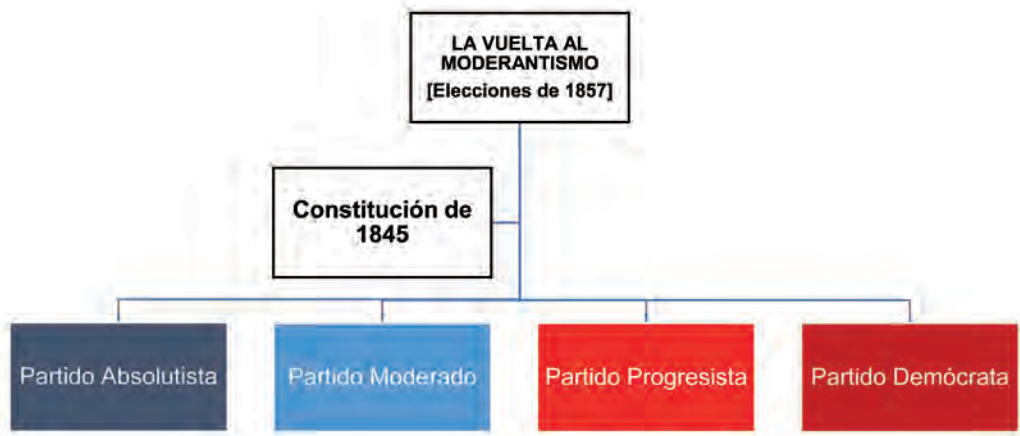 LA VUELTA AL
MODERANTISMO
[Elecciones de 1857]
Constitución de
1845
Partido Absolutista
Partido Moderado
Partido Progresista
Partido Demócrata